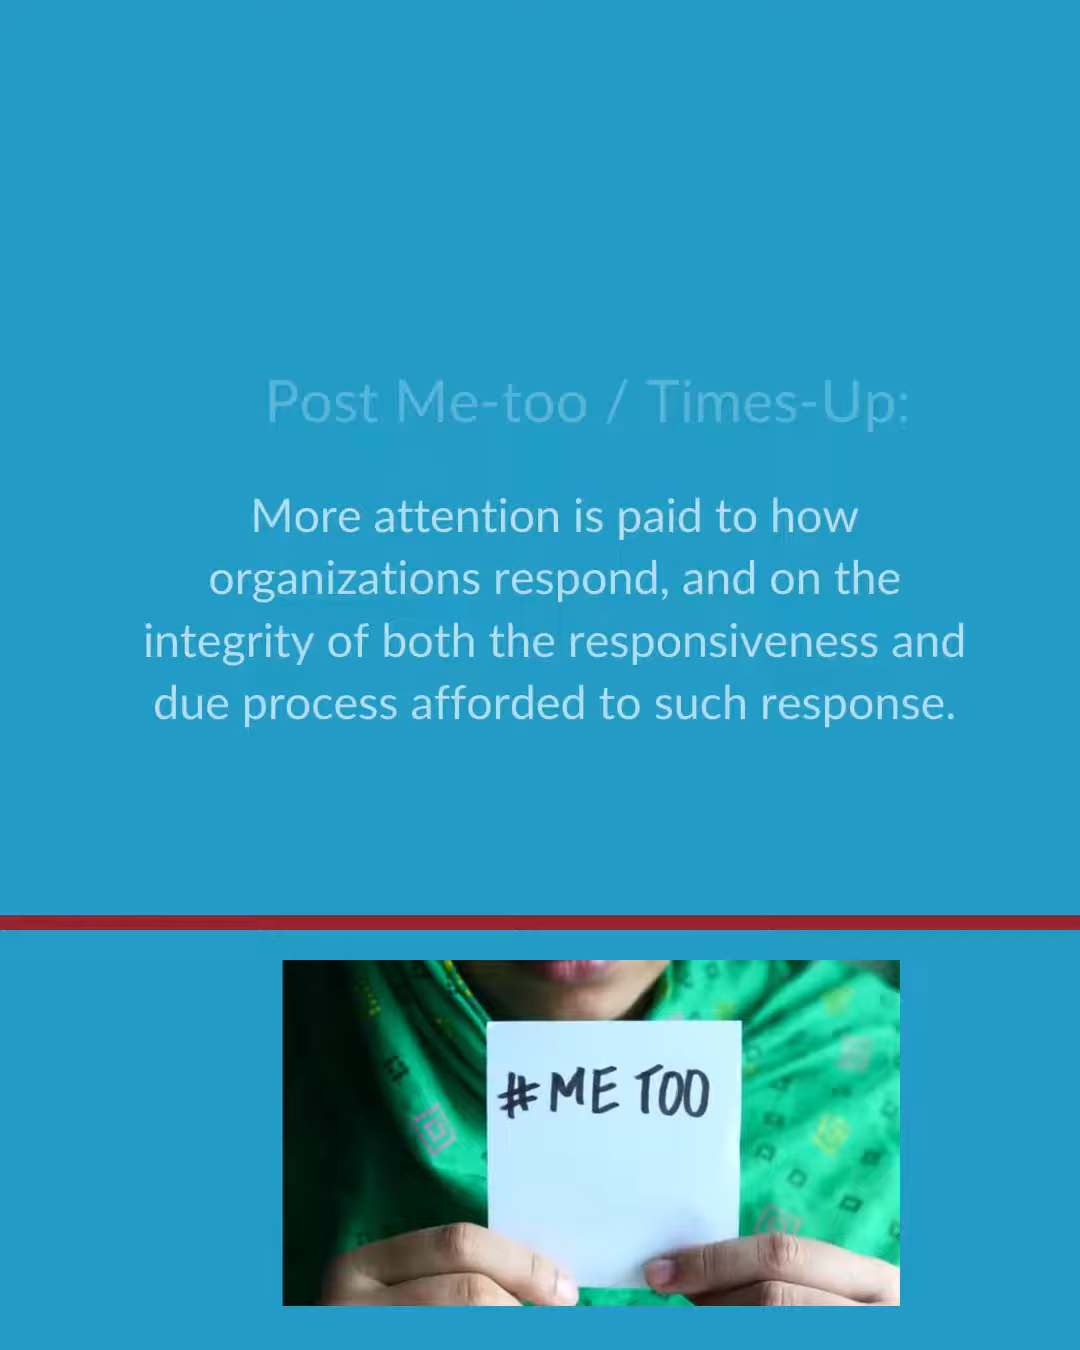 Post Me-too / Times-Up:
More attention is paid to how
organizations respond, and on the
integrity of both the responsiveness and
due process afforded to such response.
#ME TOO